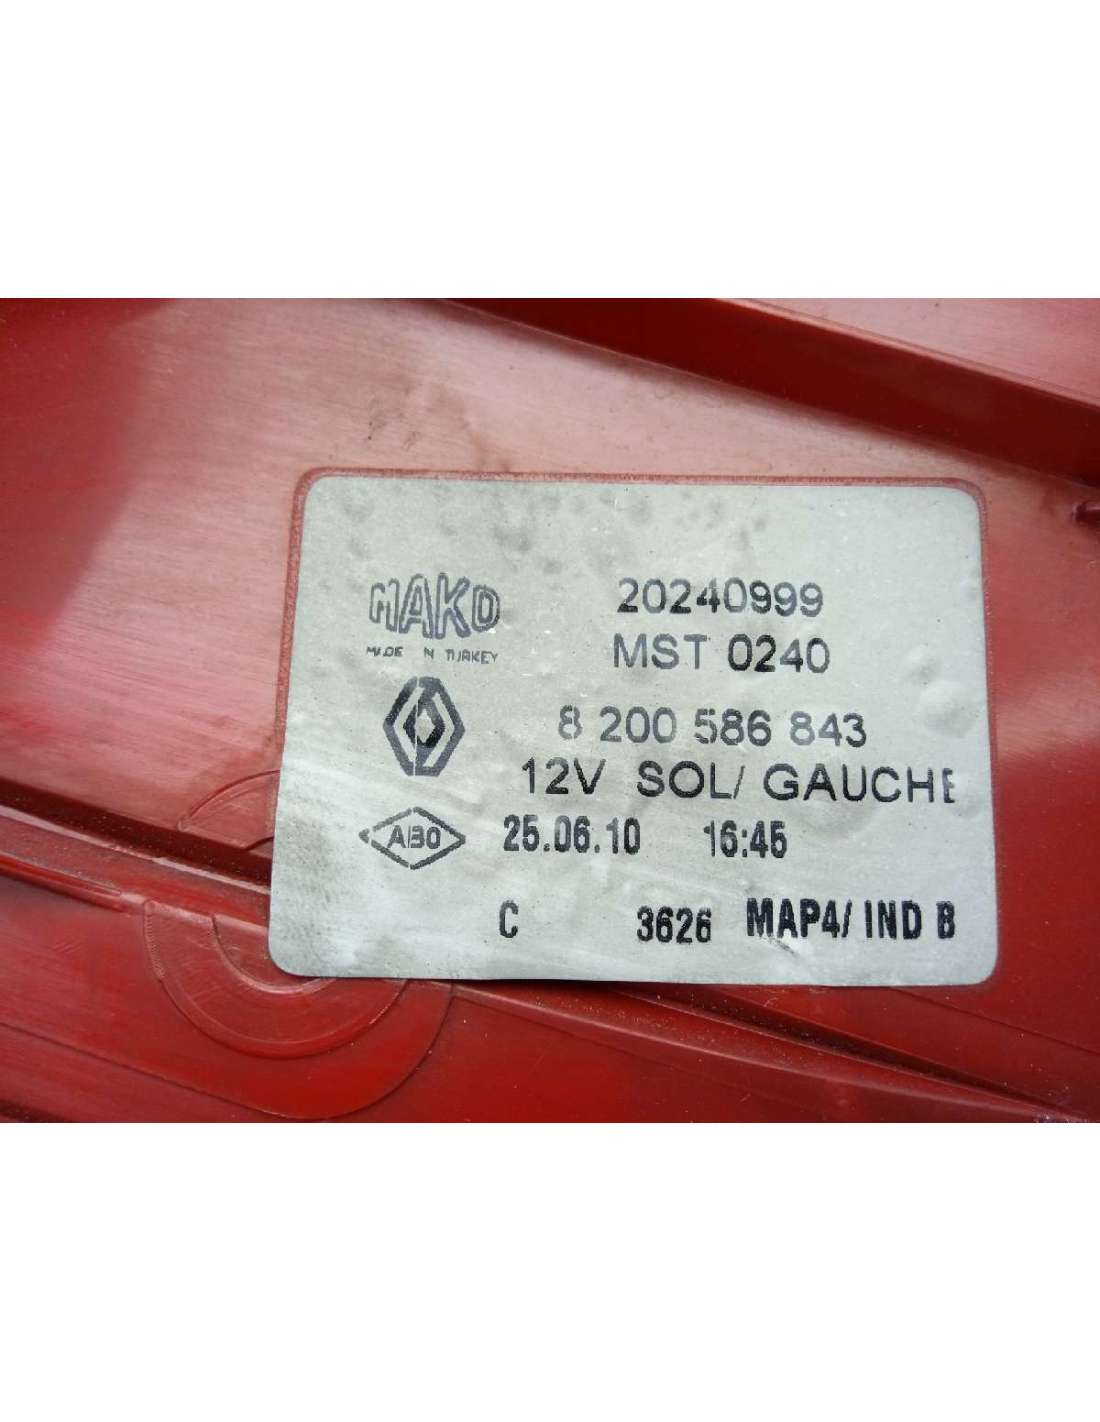 MAKO
MADE IN TURKEY
20240999
MST 0240
8 200 586 843
12V SOL/ GAUCHE
AB0
25.06.10 16:45
C 3626 MAP4/ IND B